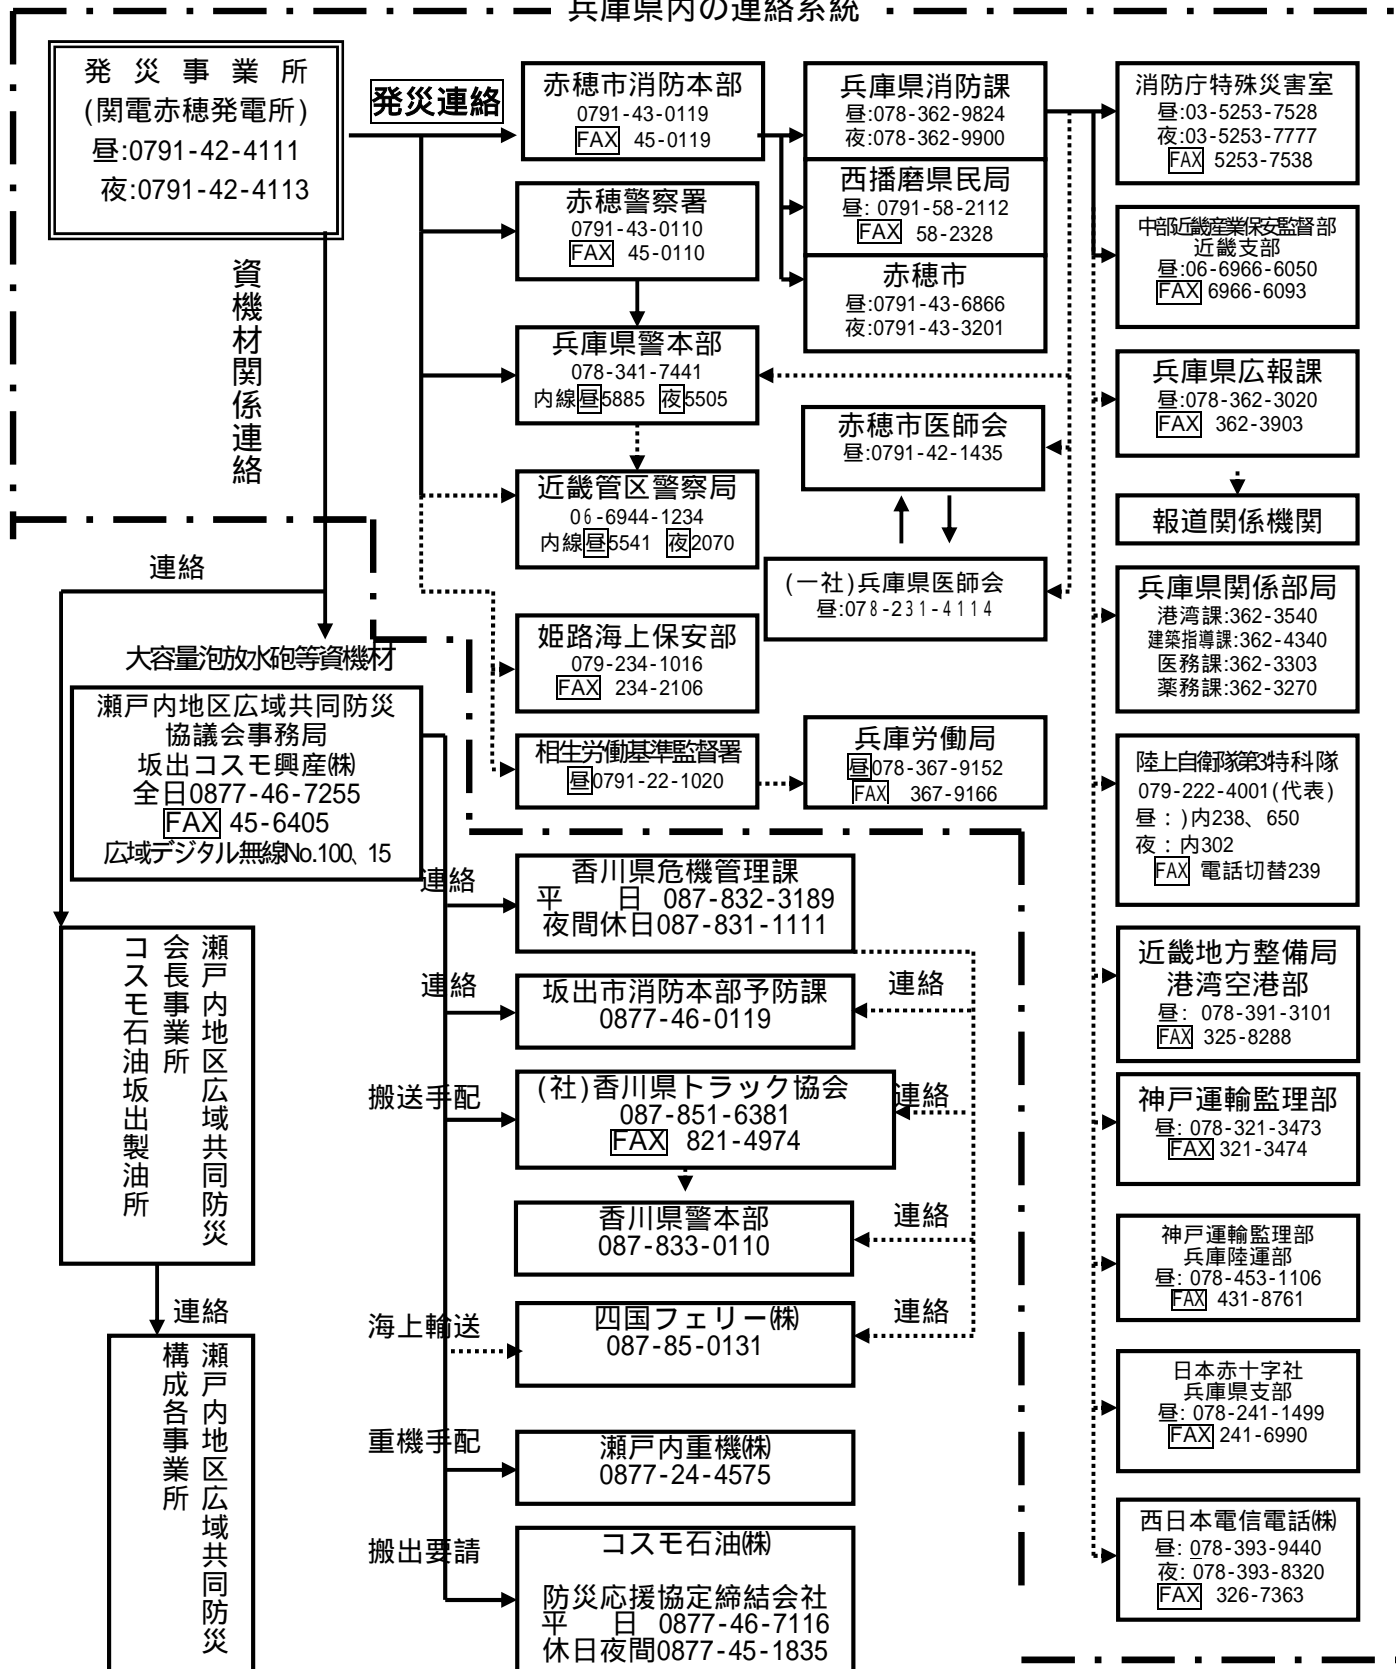 兵庫県内の連絡系統
発災事業所
(関電赤穂発電所)
昼:0791-42-4111
夜:0791-42-4113
資機材関係連絡
発災連絡
赤穂市消防本部
0791-43-0119
FAX 45-0119
赤穂警察署
0791-43-0110
FAX 45-0110
兵庫県警本部
078-341-7441
内線昼5885 夜5505
近畿管区警察局
06-6944-1234
内線昼5541 夜2070
姫路海上保安部
079-234-1016
FAX 234-2106
相生労働基準監督署
昼0791-22-1020
兵庫県消防課
昼:078-362-9824
夜:078-362-9900
西播磨県民局
昼: 0791-58-2112
FAX 58-2328
赤穂市
昼:0791-43-6866
夜:0791-43-3201
赤穂市医師会
昼:0791-42-1435
(一社)兵庫県医師会
昼:078-231-4114
兵庫労働局
昼078-367-9152
FAX 367-9166
消防庁特殊災害室
昼:03-5253-7528
夜:03-5253-7777
FAX 5253-7538
中部近畿産業保安監督部
近畿支部
昼:06-6966-6050
FAX 6966-6093
兵庫県広報課
昼:078-362-3020
FAX 362-3903
報道関係機関
兵庫県関係部局
港湾課:362-3540
建築指導課:362-4340
医務課:362-3303
薬務課:362-3270
陸上自衛隊第3特科隊
079-222-4001(代表)
昼：)内238、650
夜：内302
FAX 電話切替239
近畿地方整備局
港湾空港部
昼: 078-391-3101
FAX 325-8288
神戸運輸監理部
昼: 078-321-3473
FAX 321-3474
神戸運輸監理部
兵庫陸運部
昼: 078-453-1106
FAX 431-8761
日本赤十字社
兵庫県支部
昼: 078-241-1499
FAX 241-6990
西日本電信電話㈱
昼: 078-393-9440
夜: 078-393-8320
FAX 326-7363
連絡
大容量泡放水砲等資機材
瀬戸内地区広域共同防災
協議会事務局
坂出コスモ興産㈱
全日0877-46-7255
FAX 45-6405
広域デジタル無線No.100、15
瀬戸内地区広域共同防災
会長事業所
コスモ石油坂出製油所
連絡
瀬戸内地区広域共同防災
構成各事業所
連絡
香川県危機管理課
平　　日 087-832-3189
夜間休日087-831-1111
連絡
坂出市消防本部予防課
0877-46-0119
連絡
搬送手配
(社)香川県トラック協会
087-851-6381
FAX 821-4974
連絡
香川県警本部
087-833-0110
連絡
海上輸送
四国フェリー㈱
087-85-0131
連絡
重機手配
瀬戸内重機㈱
0877-24-4575
搬出要請
コスモ石油㈱
防災応援協定締結会社
平　　日 0877-46-7116
休日夜間0877-45-1835